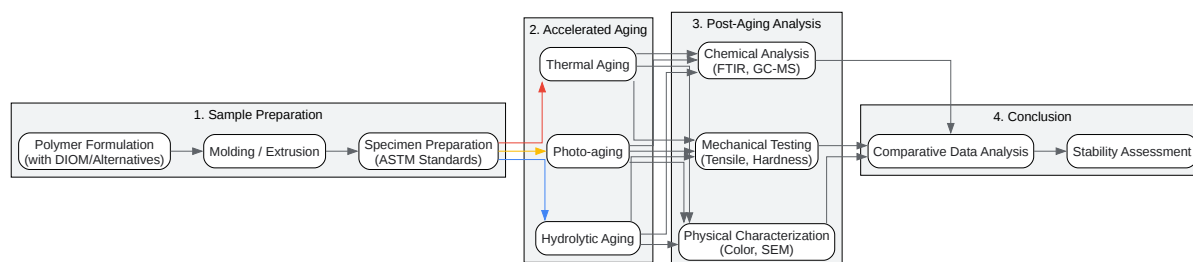 1. Sample Preparation
Polymer Formulation
(with DIOM/Alternatives)
Molding / Extrusion
Specimen Preparation
(ASTM Standards)
2. Accelerated Aging
Thermal Aging
Photo-aging
Hydrolytic Aging
3. Post-Aging Analysis
Chemical Analysis
(FTIR, GC-MS)
Mechanical Testing
(Tensile, Hardness)
Physical Characterization
(Color, SEM)
4. Conclusion
Comparative Data Analysis
Stability Assessment